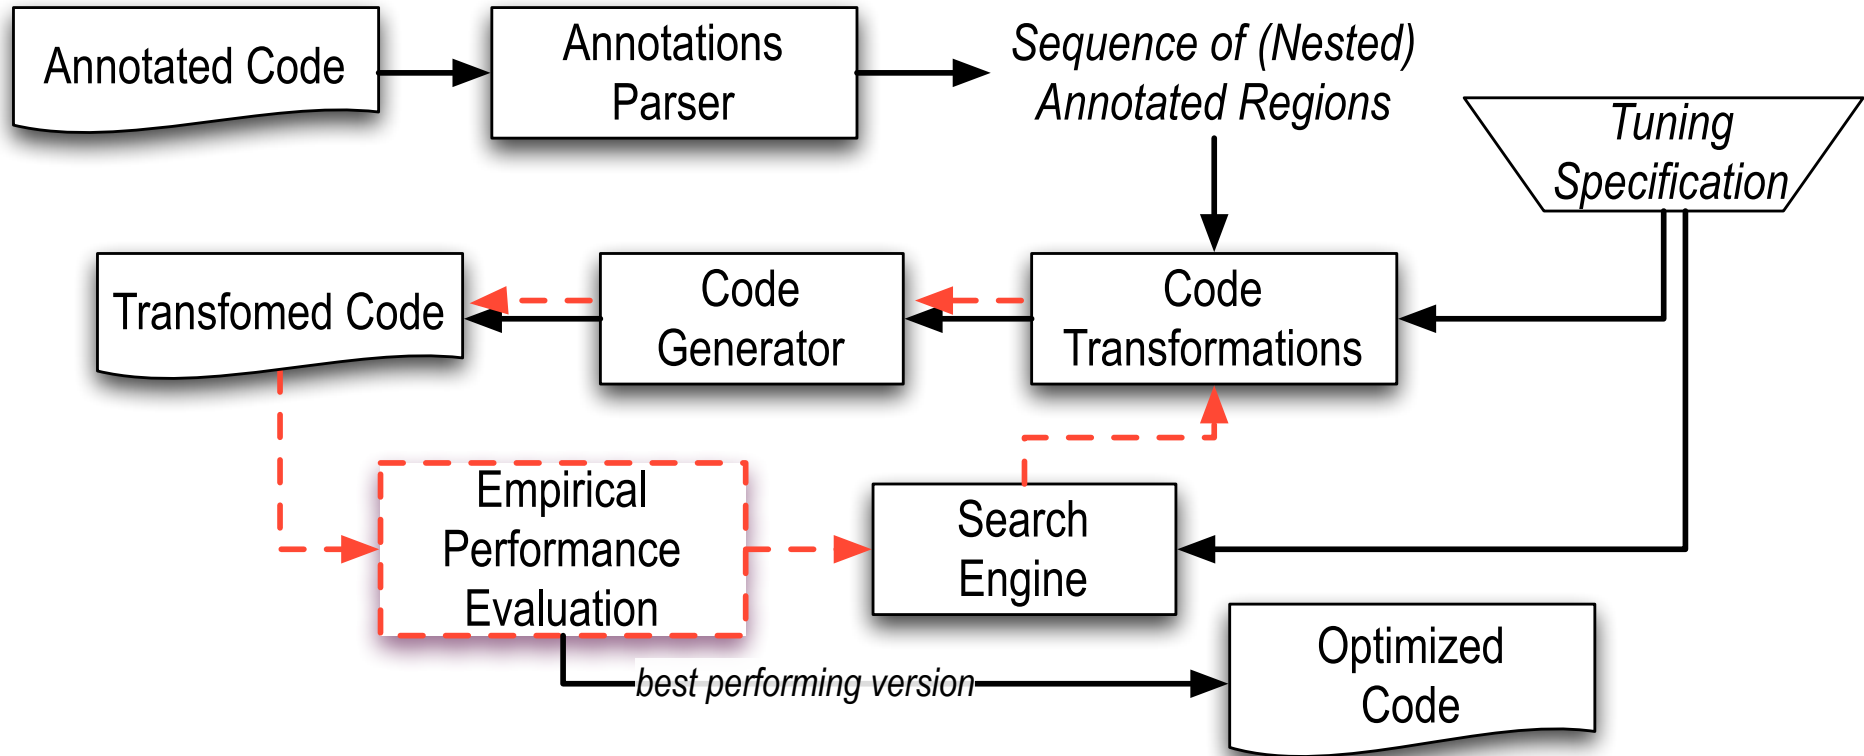 Annotated Code
Annotations
Parser
Sequence of (Nested)
Annotated Regions
Tuning
Specification
Transfomed Code
Code
Generator
Code
Transformations
Empirical
Performance
Evaluation
Search
Engine
best performing version
Optimized
Code